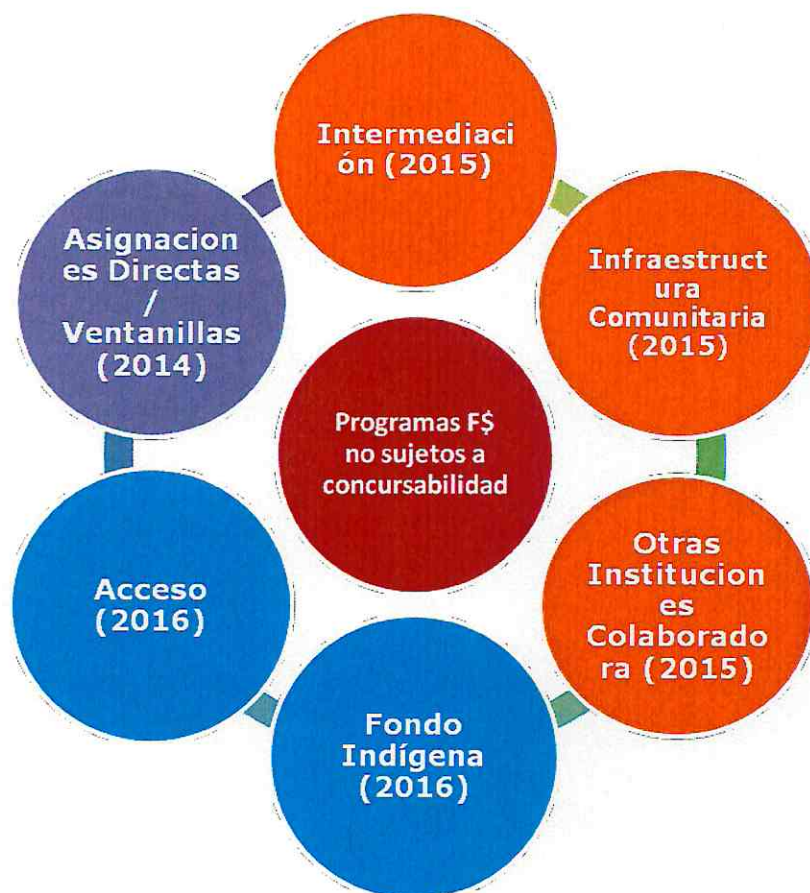 Intermediaci
ón (2015)
Infraestruct
ura
Comunitaria
(2015)
Otras
Institucion
es
Colaborado
ra (2015)
Fondo
Indígena
(2016)
Acceso
(2016)
Asignacion
es Directas
/
Ventanillas
(2014)
Programas F$
no sujetos a
concursabilidad